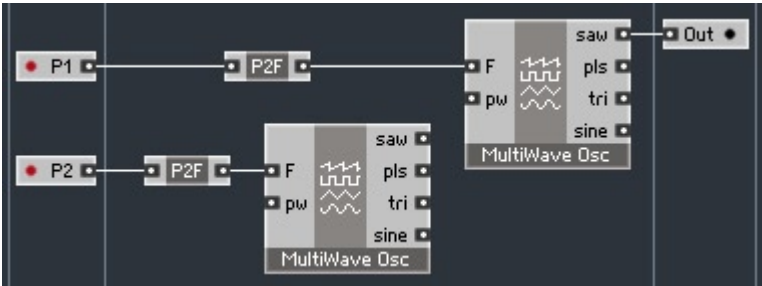 saw Out
P1 P2F F pls
pw tri
sine
MultiWave Osc
saw
P2 P2F F pls
pw tri
sine
MultiWave Osc